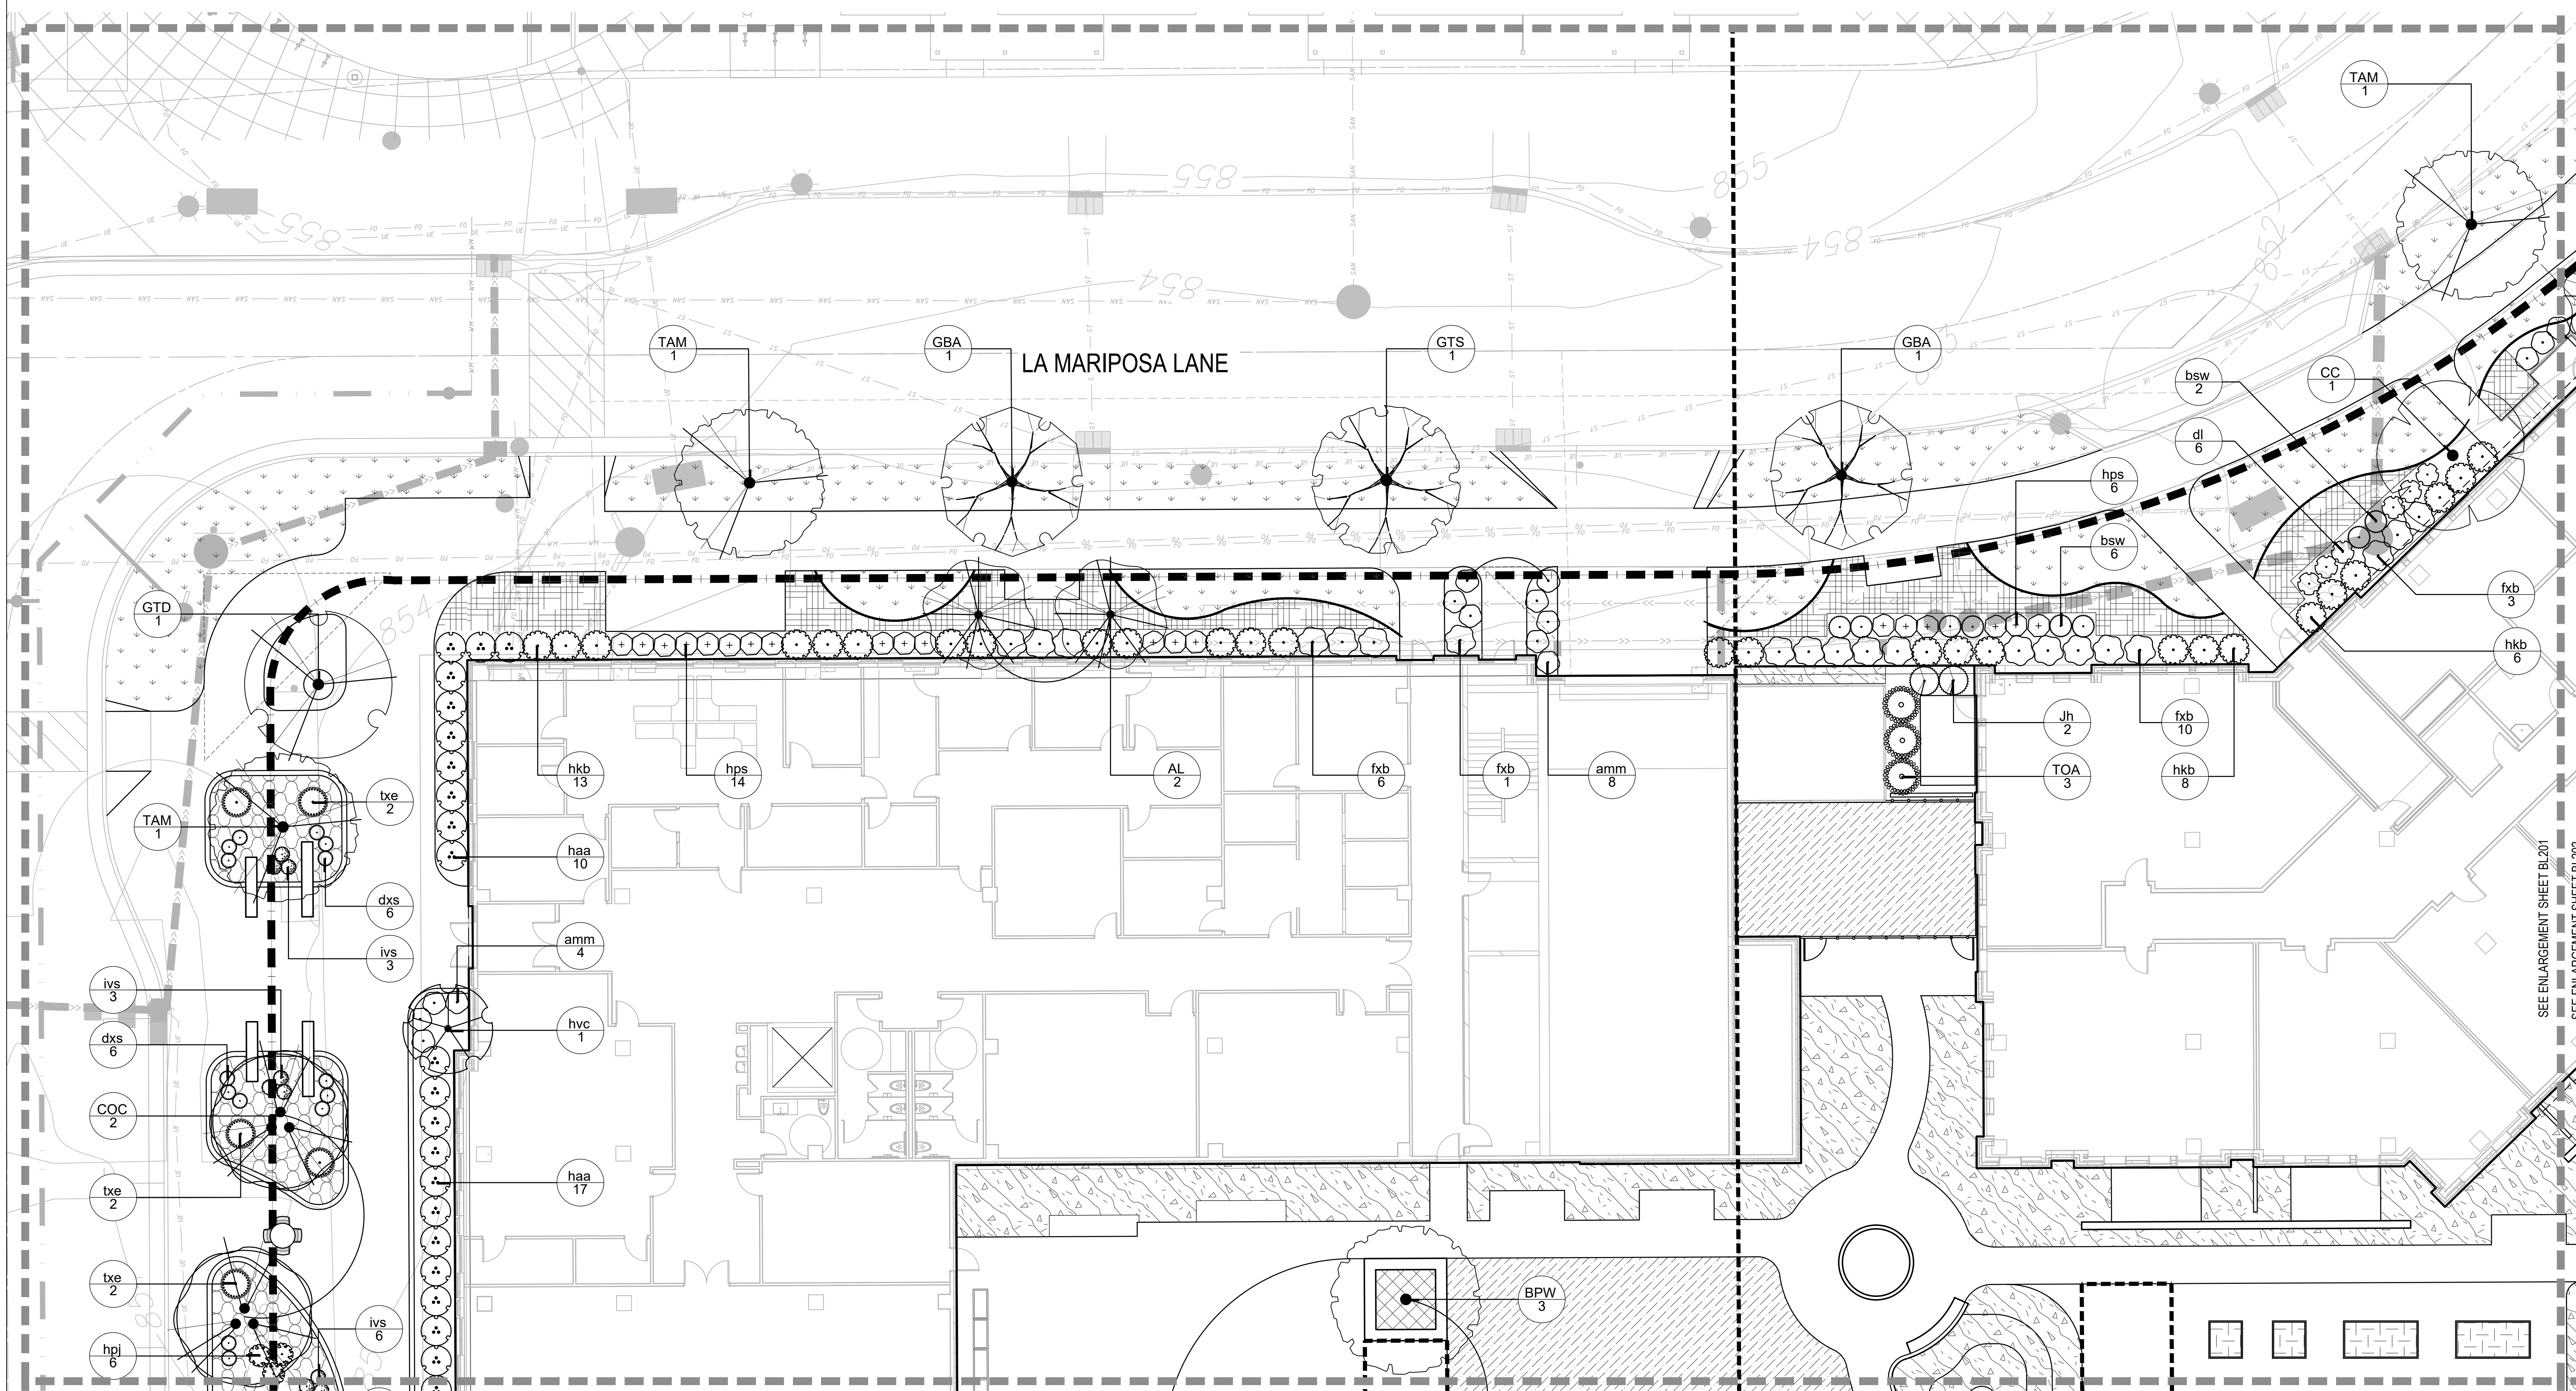 TAM
1
855
855
855
854
854
852
TAM
1
GBA
1
LA MARIPOSA LANE
GTS
1
GBA
1
bsw
2
CC
1
dl
6
hps
6
bsw
6
fxb
3
hkb
6
GTD
1
854
txe
2
TAM
1
hkb
13
hps
14
AL
2
fxb
6
fxb
1
amm
8
Jh
2
fxb
10
TOA
3
hkb
8
haa
10
dxs
6
amm
4
ivs
3
ivs
3
hvc
1
dxs
6
COC
2
haa
17
txe
2
txe
2
ivs
6
hpj
6
BPW
3
SEE ENLARGEMENT SHEET BL201